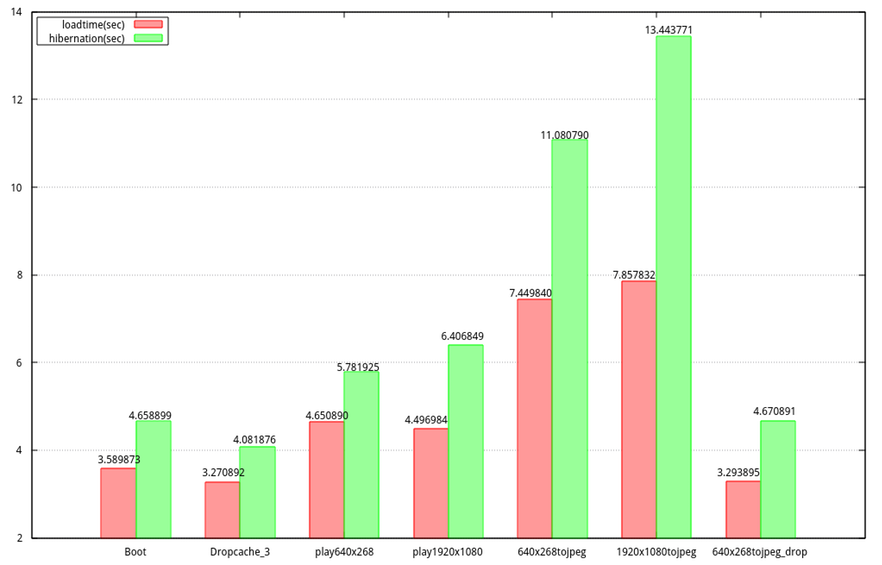 14
loadtime(sec)
hibernation(sec)
13.443771
12
11.080790
10
8
7.857832
7.449840
6.406849
6
5.781925
4.658899
4.650890
4.496984
4.670891
4.081876
4
3.589873
3.270892
3.293895
2
Boot
Dropcache_3
play640x268
play1920x1080
640x268tojpeg
1920x1080tojpeg
640x268tojpeg_drop